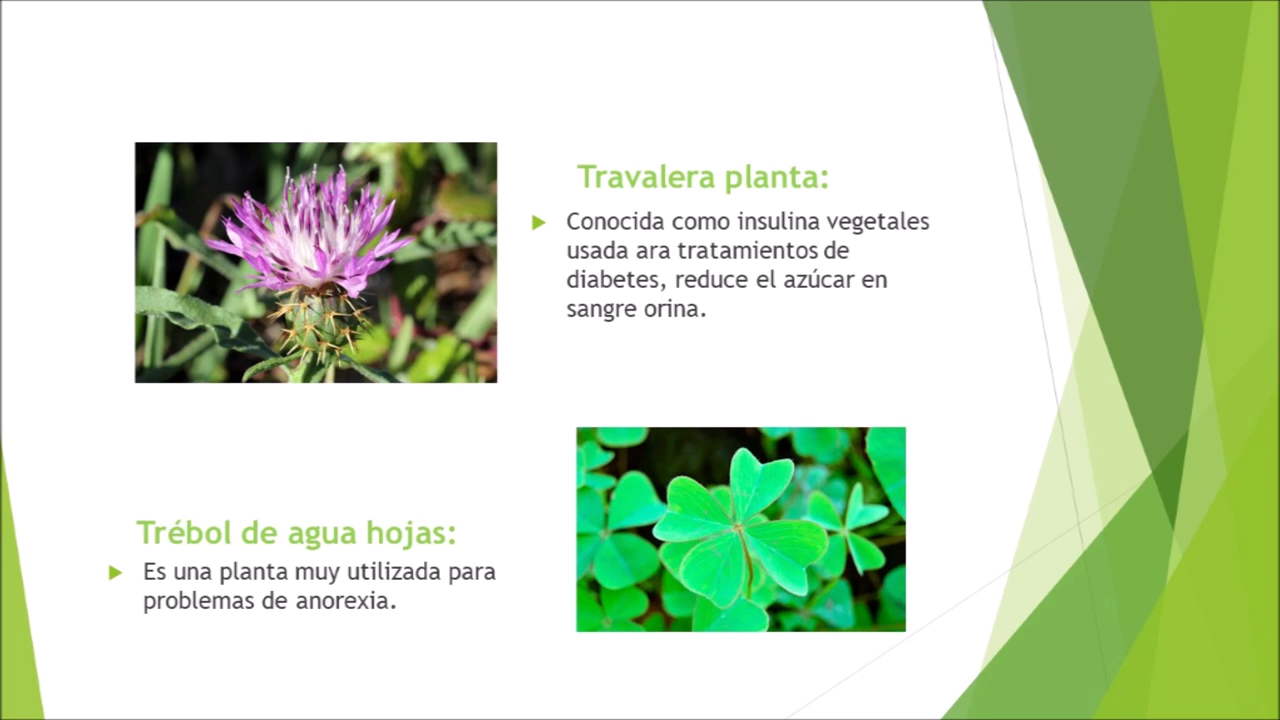 Travalera planta:
Conocida como insulina vegetales
usada ara tratamientos de
diabetes, reduce el azúcar en
sangre orina.
Trébol de agua hojas:
Es una planta muy utilizada para
problemas de anorexia.